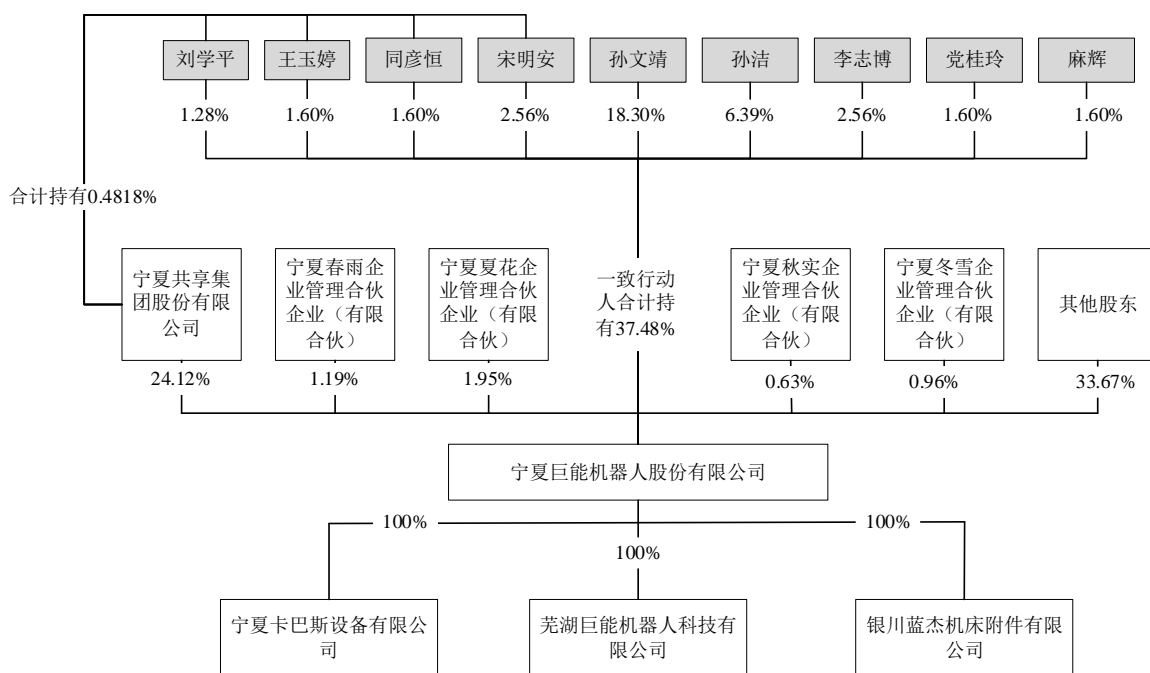 刘学平
王玉婷
同彦恒
宋明安
孙文靖
孙洁
李志博
党桂玲
麻辉
1.28%
1.60%
1.60%
2.56%
18.30%
6.39%
2.56%
1.60%
1.60%
合计持有0.4818%
宁夏共享集
团股份有限
公司
宁夏春雨企
业管理合伙
企业（有限
合伙）
宁夏夏花企
业管理合伙
企业（有限
合伙）
一致行动
人合计持
有37.48%
宁夏秋实企
业管理合伙
企业（有限
合伙）
宁夏冬雪企
业管理合伙
企业（有限
合伙）
其他股东
24.12%
1.19%
1.95%
0.63%
0.96%
33.67%
宁夏巨能机器人股份有限公司
100%
100%
100%
宁夏卡巴斯设备有限公
司
芜湖巨能机器人科技有
限公司
银川蓝杰机床附件有限
公司